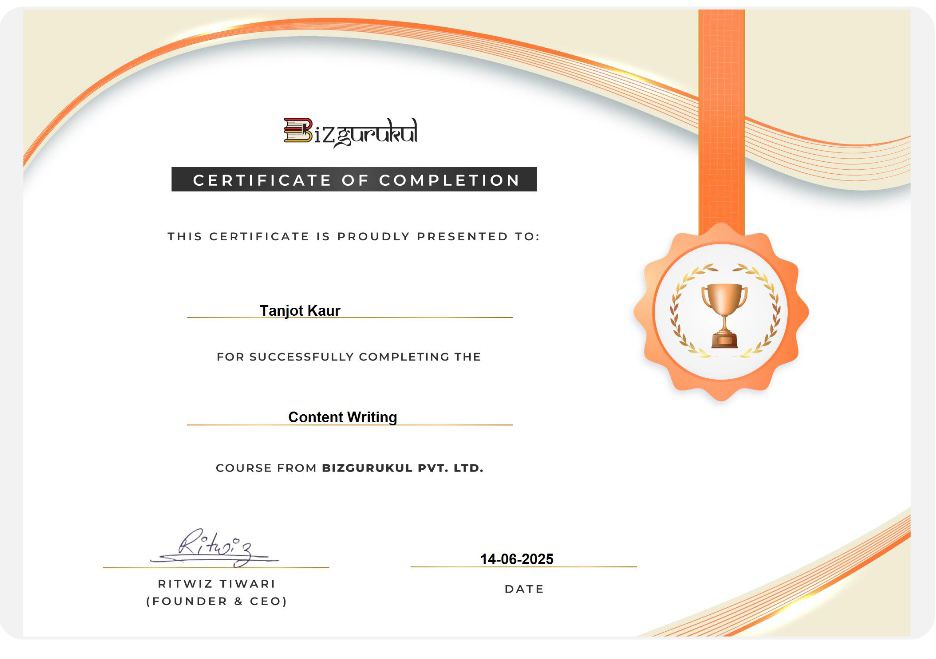 Bizgurukul
CERTIFICATE OF COMPLETION
THIS CERTIFICATE IS PROUDLY PRESENTED TO:
Tanjot Kaur
FOR SUCCESSFULLY COMPLETING THE
Content Writing
COURSE FROM BIZGURUKUL PVT. LTD.
Ritwiz
14-06-2025
RITWIZ TIWARI
DATE
(FOUNDER & CEO)